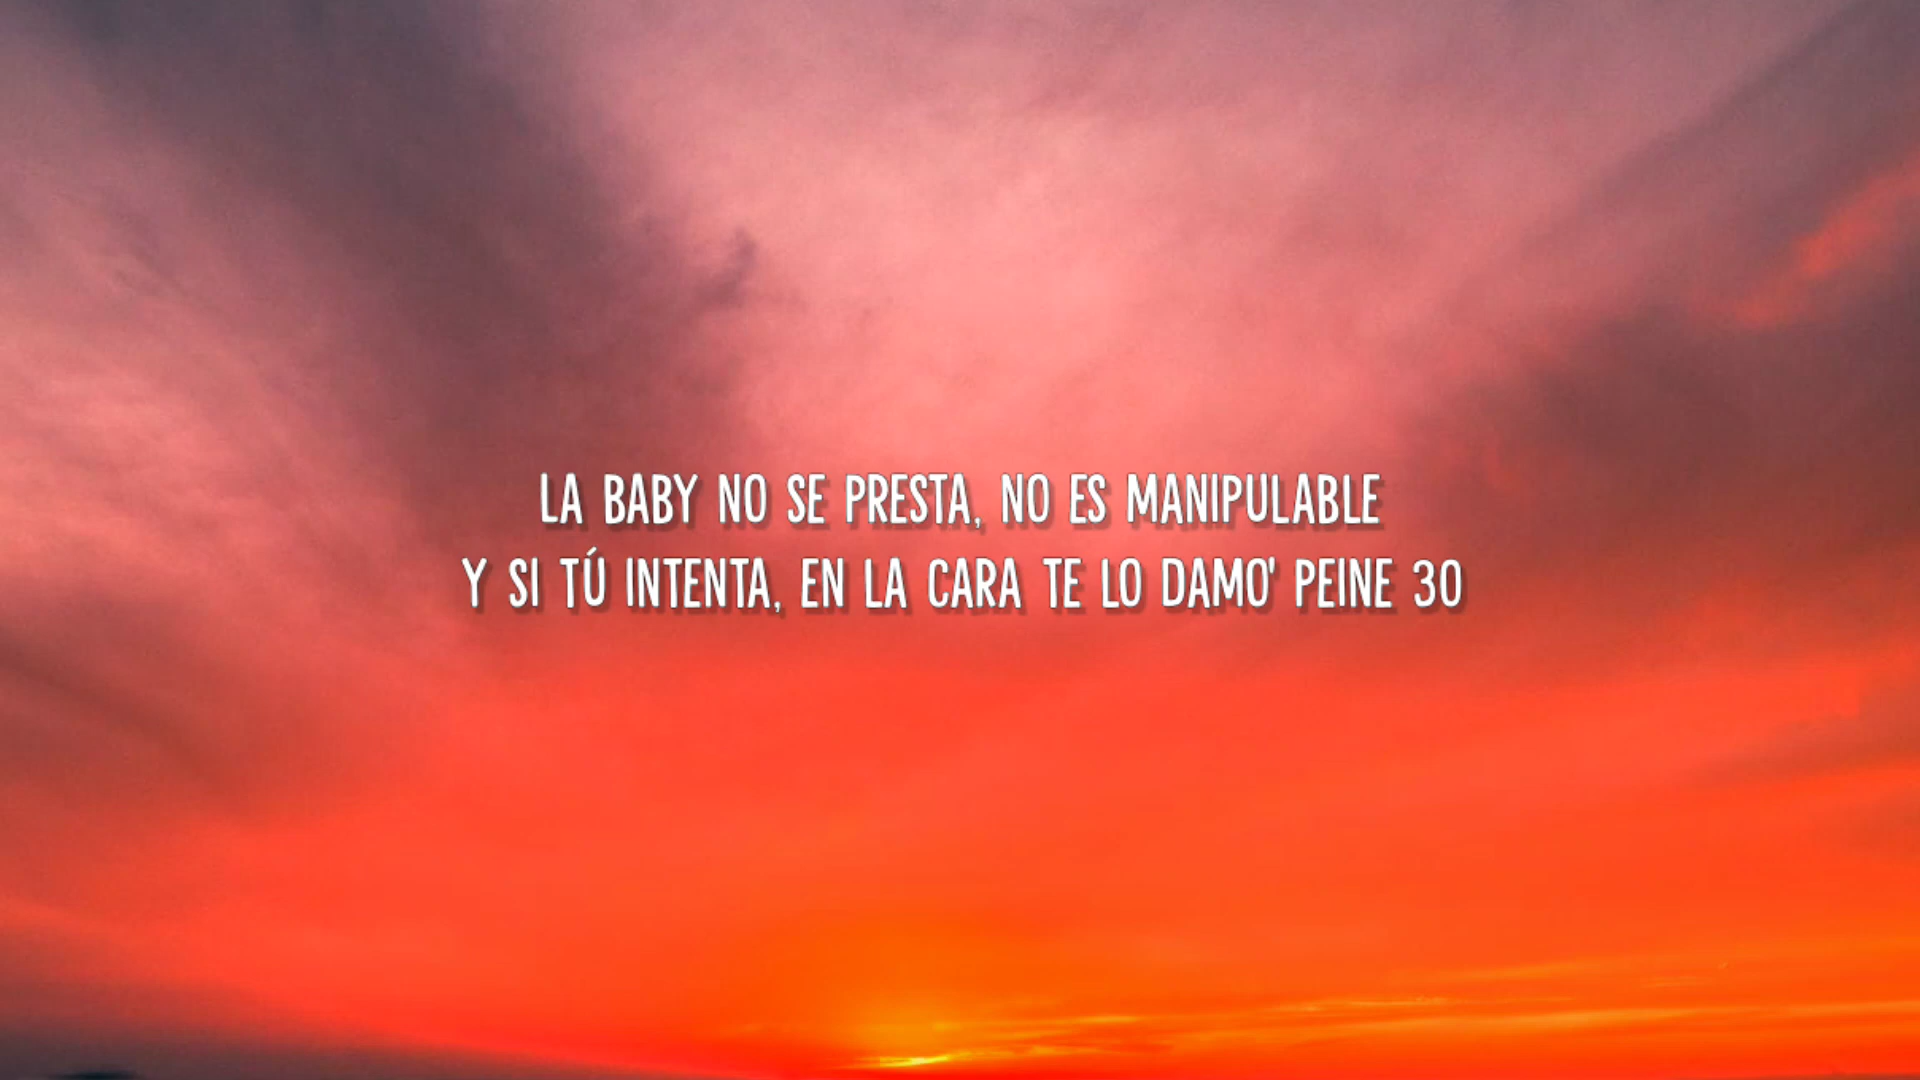 LA BABY NO SE PRESTA, NO ES MANIPULABLE
Y SI TÚ INTENTA, EN LA CARA TE LO DAMO' PEINE 30